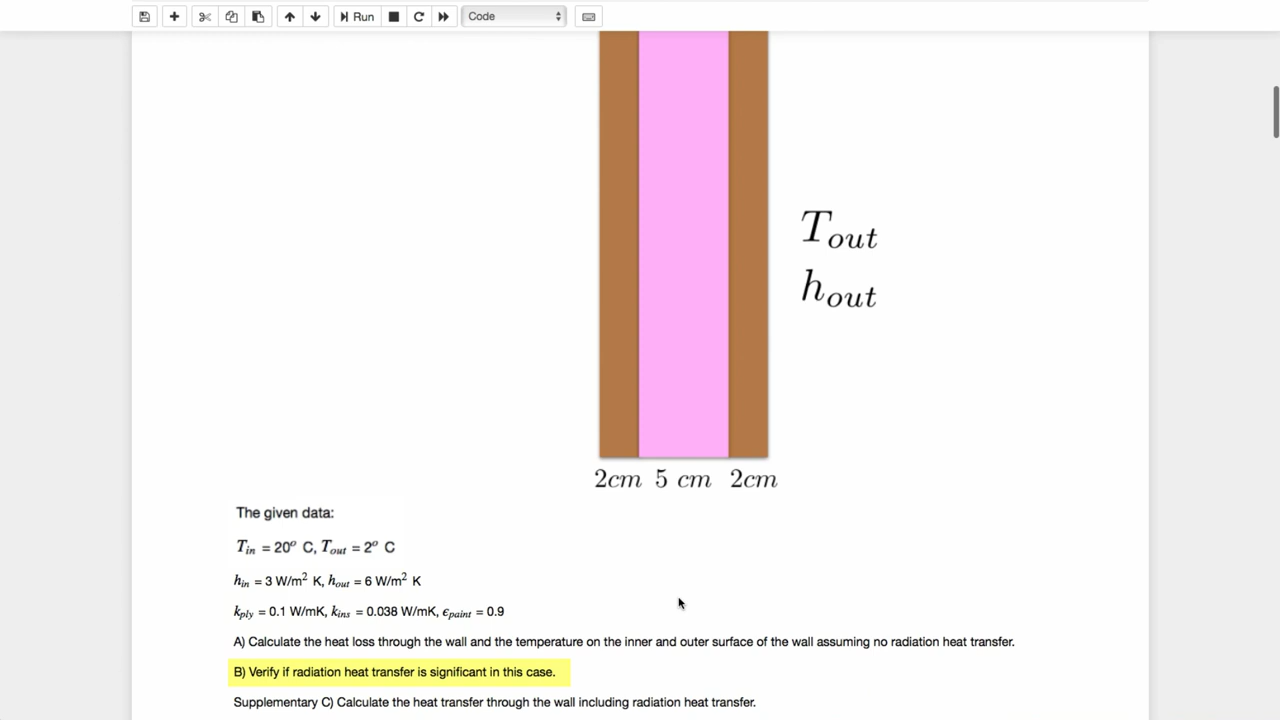 Run Code
T_out
h_out
2cm 5 cm 2cm
The given data:
T_in = 20° C, T_out = 2° C
h_in = 3 W/m² K, h_out = 6 W/m² K
k_ply = 0.1 W/mK, k_ins = 0.038 W/mK, ϵ_paint = 0.9
A) Calculate the heat loss through the wall and the temperature on the inner and outer surface of the wall assuming no radiation heat transfer.
B) Verify if radiation heat transfer is significant in this case.
Supplementary C) Calculate the heat transfer through the wall including radiation heat transfer.